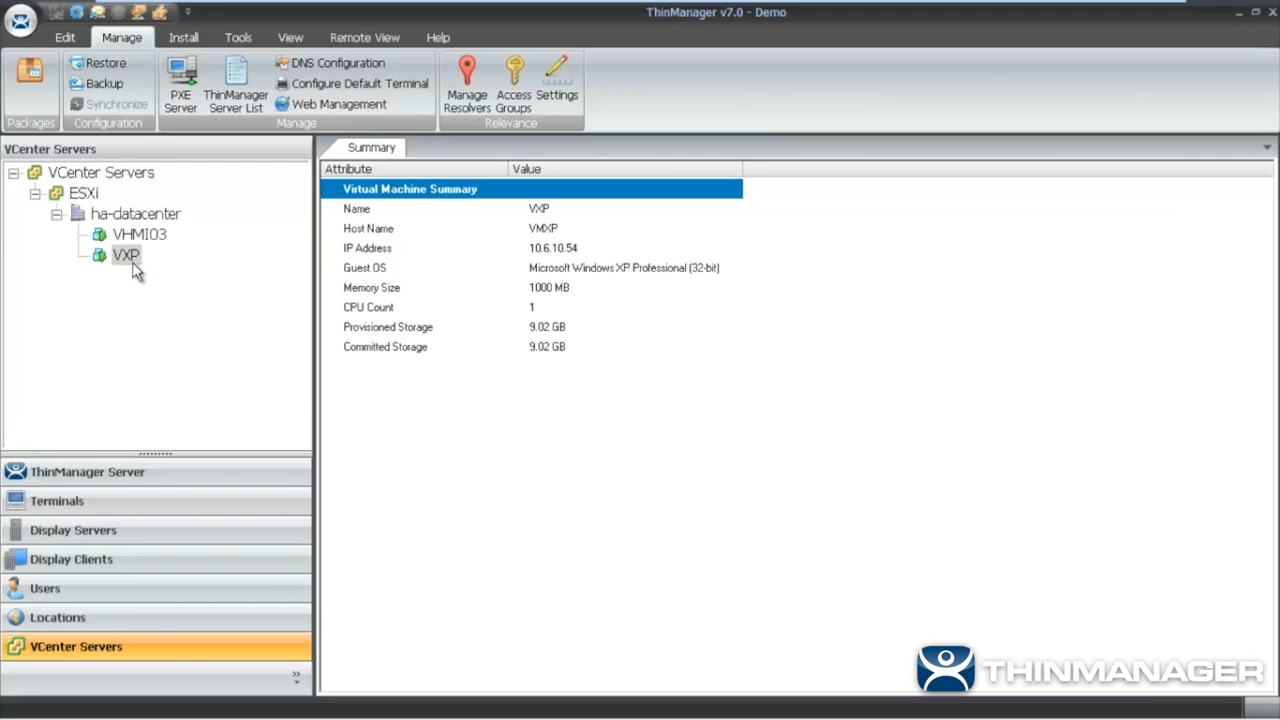 ThinManager v7.0 - Demo
Edit Manage Install Tools View Remote View Help
Restore
Backup
Synchronize
PXE Server
ThinManager Server List
DNS Configuration
Configure Default Terminal
Web Management
Manage Resolvers
Access Groups
Settings
Packages Configuration Manage Relevance
VCenter Servers
VCenter Servers
ESXi
ha-datacenter
VHMI03
VXP
ThinManager Server
Terminals
Display Servers
Display Clients
Users
Locations
VCenter Servers
Summary
Attribute Value
Virtual Machine Summary
Name VXP
Host Name VMXP
IP Address 10.6.10.54
Guest OS Microsoft Windows XP Professional (32-bit)
Memory Size 1000 MB
CPU Count 1
Provisioned Storage 9.02 GB
Committed Storage 9.02 GB
THINMANAGER